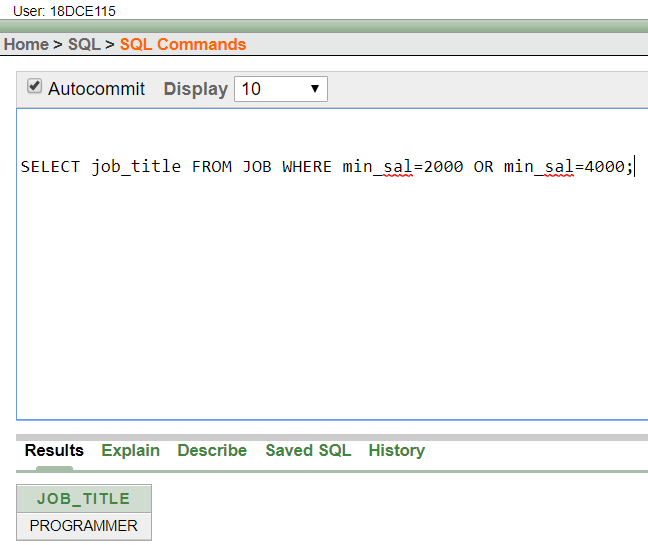 User: 18DCE115
Home > SQL > SQL Commands
Autocommit Display 10
SELECT job_title FROM JOB WHERE min_sal=2000 OR min_sal=4000;
Results Explain Describe Saved SQL History
JOB_TITLE
PROGRAMMER